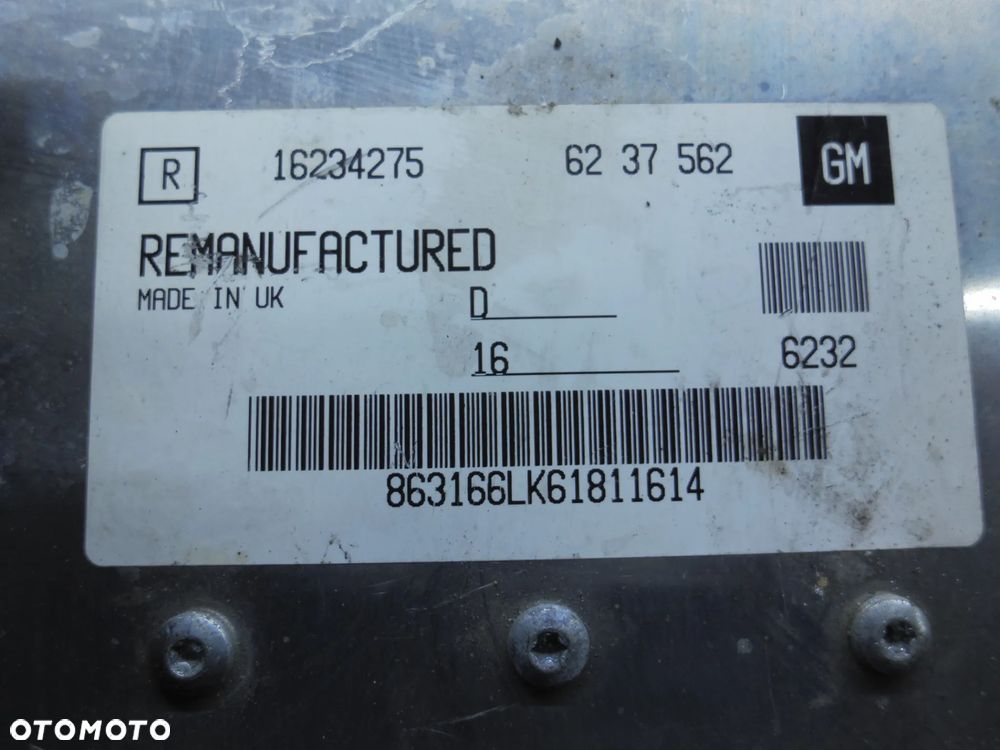 R 16234275 62 37 562 GM
REMANUFACTURED
MADE IN UK D
16 6232
863166LK61811614
OTOMOTO